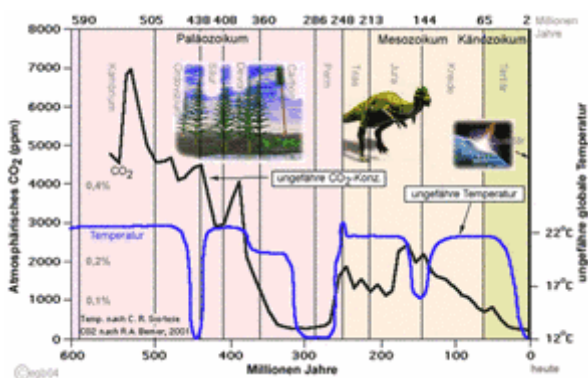 590 505 438 408 360 286 248 213 144 65 2 Millionen Jahre
Paläozoikum Mesozoikum Känozoikum
Kambrium Ordovizium Silur Devon Karbon Perm Trias Jura Kreide Tertiär
Atmosphärisches CO2 (ppm)
8000
7000
6000
5000
4000
3000
2000
1000
0
CO2
0,4%
0,2%
0,1%
ungefähre CO2-Konz.
ungefähre Temperatur
Temperatur
22°C
17°C
12°C
ungefähre globale Temperatur
Temp. nach C. R. Scotese
CO2 nach R.A. Berner, 2001
600 500 400 300 200 100 0
Millionen Jahre
heute